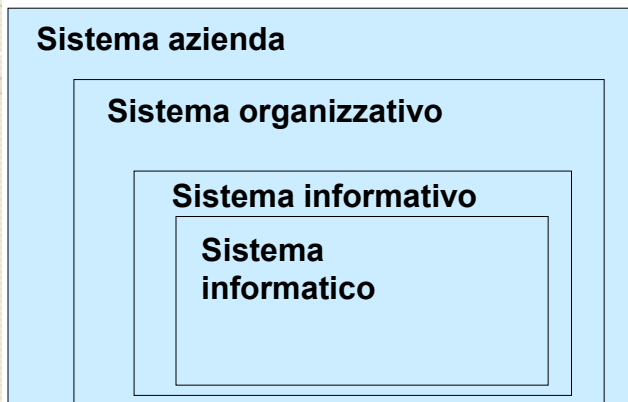 Sistema azienda
Sistema organizzativo
Sistema informativo
Sistema
informatico